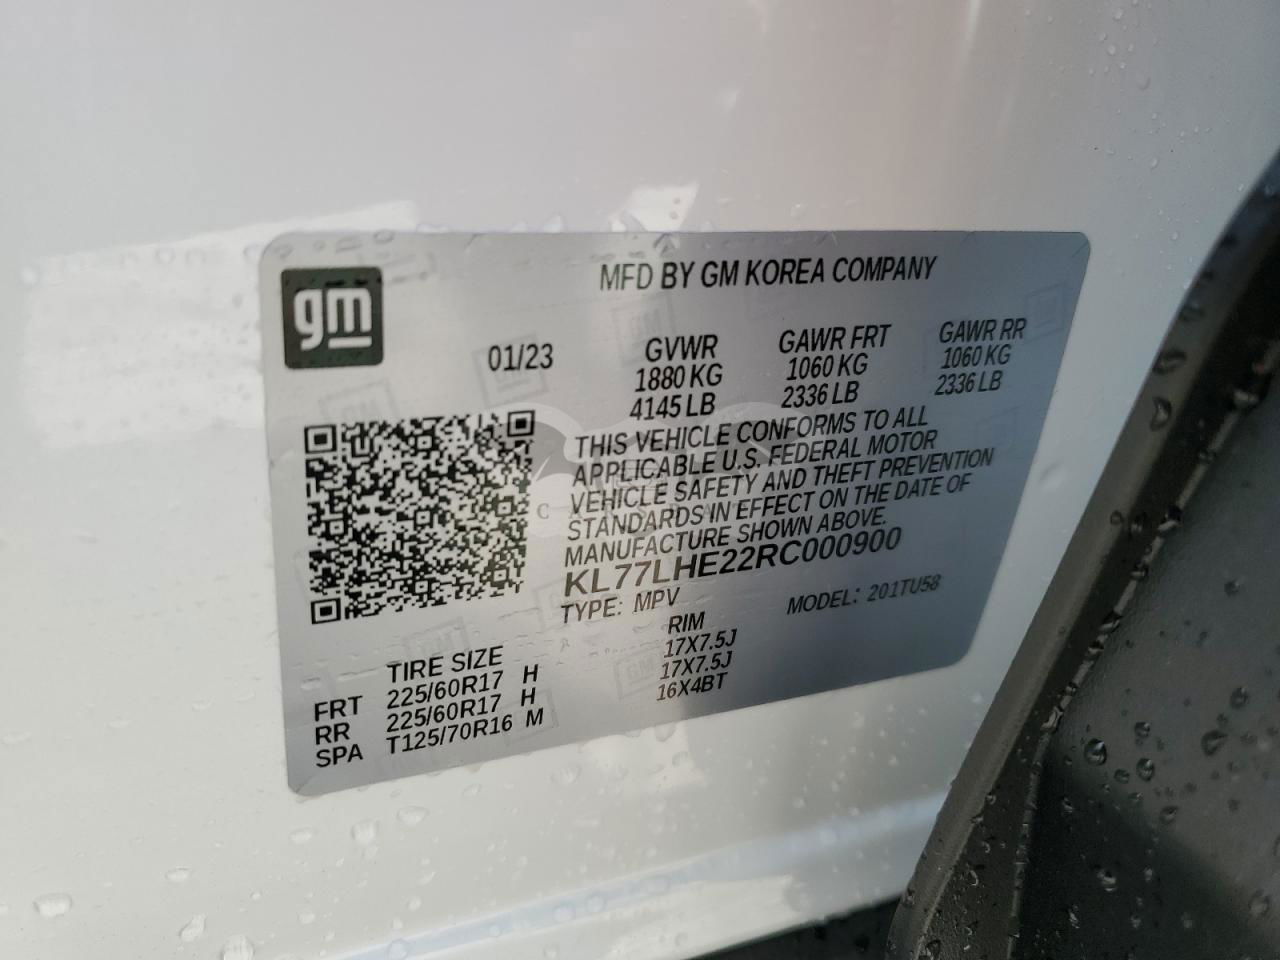 gm
MFD BY GM KOREA COMPANY
01/23 GVWR GAWR FRT GAWR RR
1880 KG 1060 KG 1060 KG
4145 LB 2336 LB 2336 LB
THIS VEHICLE CONFORMS TO ALL
APPLICABLE U.S. FEDERAL MOTOR
VEHICLE SAFETY AND THEFT PREVENTION
STANDARDS IN EFFECT ON THE DATE OF
MANUFACTURE SHOWN ABOVE.
KL77LHE22RC000900
TYPE: MPV MODEL: 201TU58
TIRE SIZE RIM
FRT 225/60R17 H 17X7.5J
RR 225/60R17 H 17X7.5J
SPA T125/70R16 M 16X4BT